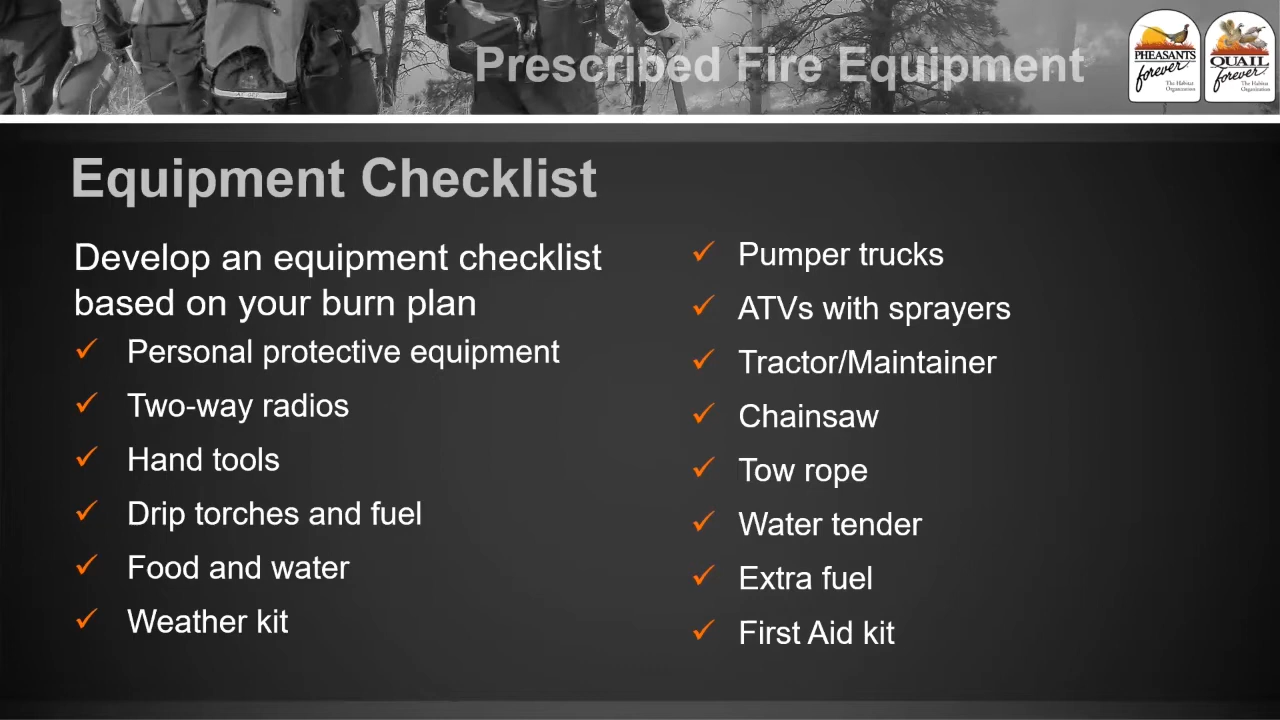 Prescribed Fire Equipment
PHEASANTS
forever
The Habitat
Organization
QUAIL
forever
The Habitat
Organization
Equipment Checklist
Develop an equipment checklist
based on your burn plan
✓ Personal protective equipment
✓ Two-way radios
✓ Hand tools
✓ Drip torches and fuel
✓ Food and water
✓ Weather kit
✓ Pumper trucks
✓ ATVs with sprayers
✓ Tractor/Maintainer
✓ Chainsaw
✓ Tow rope
✓ Water tender
✓ Extra fuel
✓ First Aid kit